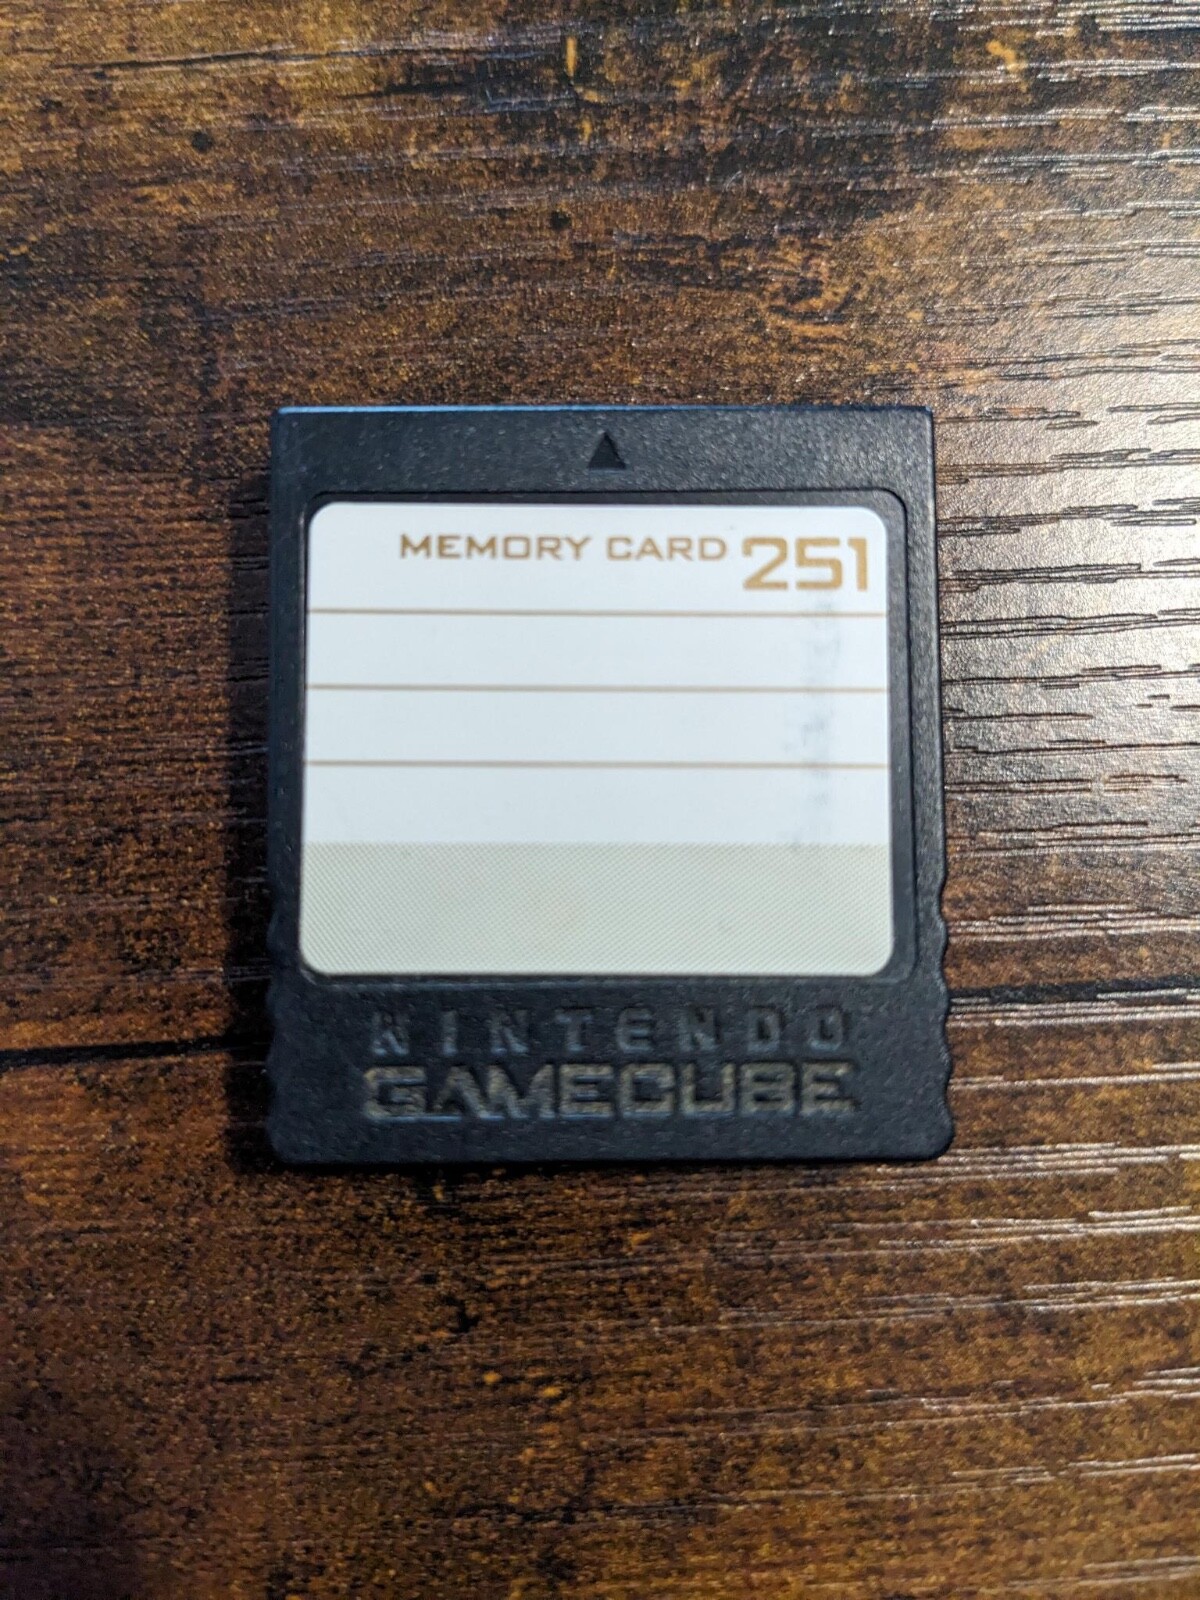 MEMORY CARD 251
NINTENDO
GAMECUBE